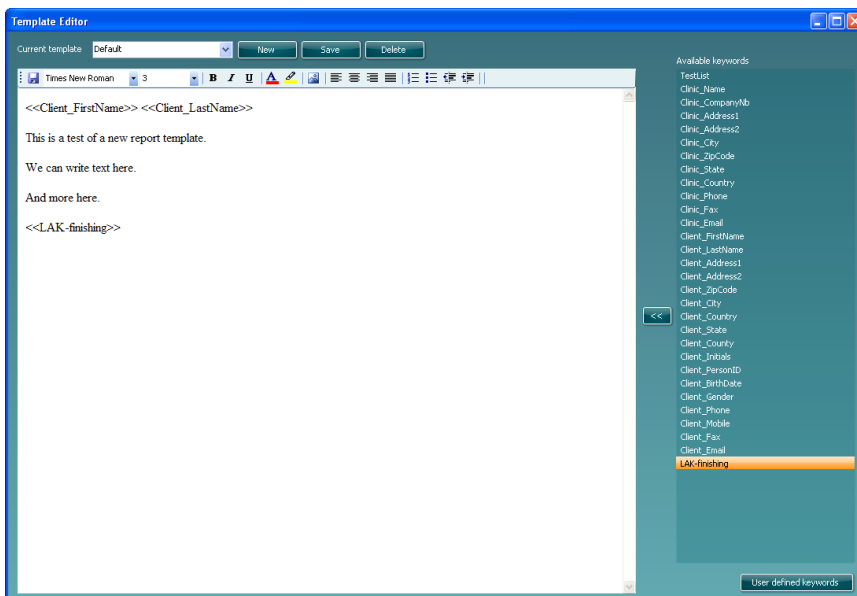 Template Editor
Current template Default New Save Delete
Times New Roman 3 B I U A
<<Client_FirstName>> <<Client_LastName>>
This is a test of a new report template.
We can write text here.
And more here.
<<LAK-finishing>>
<<
Available keywords
TestList
Clinic_Name
Clinic_CompanyNb
Clinic_Address1
Clinic_Address2
Clinic_City
Clinic_ZipCode
Clinic_State
Clinic_Country
Clinic_Phone
Clinic_Fax
Clinic_Email
Client_FirstName
Client_LastName
Client_Address1
Client_Address2
Client_ZipCode
Client_City
Client_Country
Client_State
Client_County
Client_Initials
Client_PersonID
Client_BirthDate
Client_Gender
Client_Phone
Client_Mobile
Client_Fax
Client_Email
LAK-finishing
User defined keywords